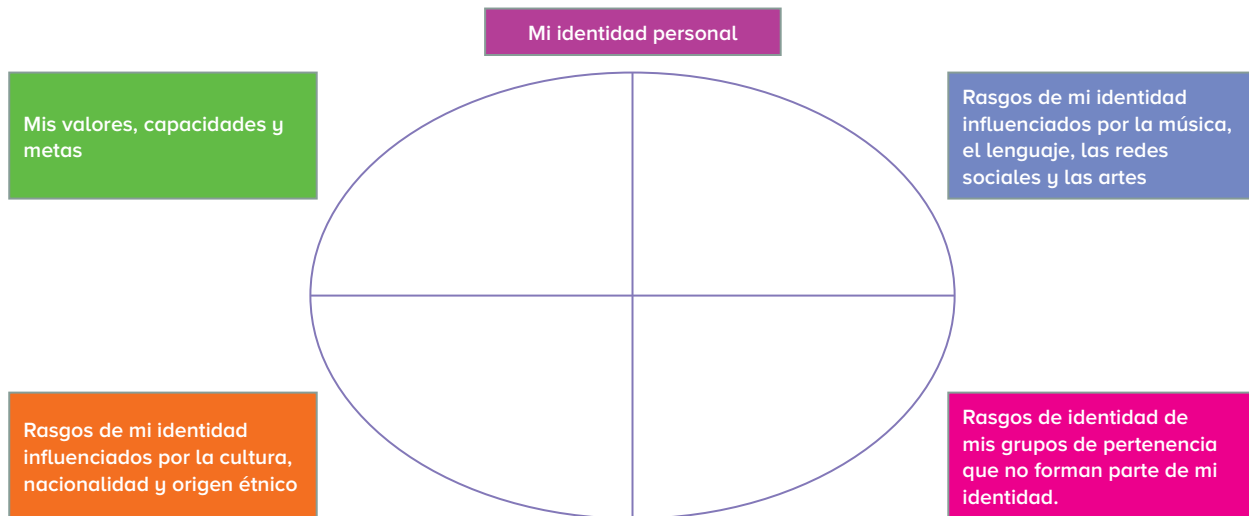 Mi identidad personal
Mis valores, capacidades y
metas
Rasgos de mi identidad
influenciados por la música,
el lenguaje, las redes
sociales y las artes
Rasgos de mi identidad
influenciados por la cultura,
nacionalidad y origen étnico
Rasgos de identidad de
mis grupos de pertenencia
que no forman parte de mi
identidad.